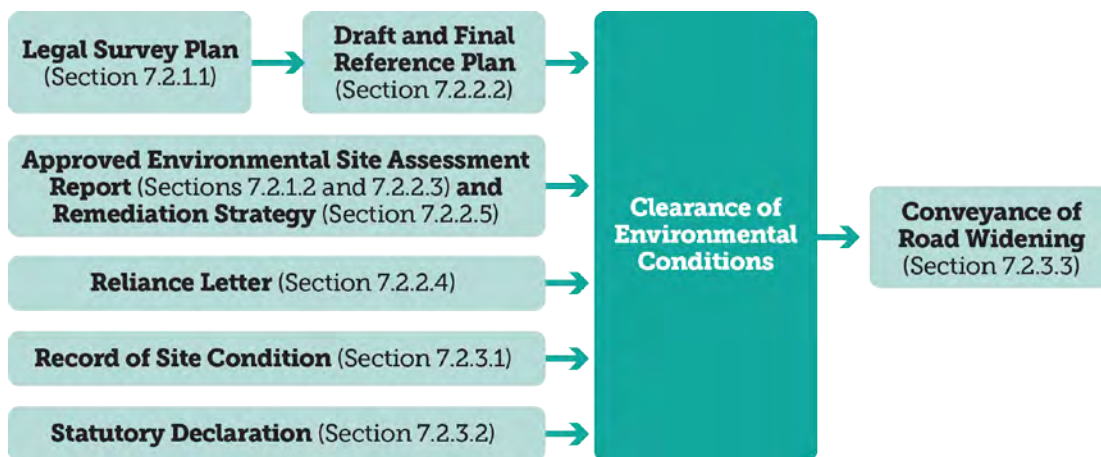 Legal Survey Plan
(Section 7.2.1.1)
Draft and Final
Reference Plan
(Section 7.2.2.2)
Approved Environmental Site Assessment
Report (Sections 7.2.1.2 and 7.2.2.3) and
Remediation Strategy (Section 7.2.2.5)
Reliance Letter (Section 7.2.2.4)
Record of Site Condition (Section 7.2.3.1)
Statutory Declaration (Section 7.2.3.2)
Clearance of
Environmental
Conditions
Conveyance of
Road Widening
(Section 7.2.3.3)